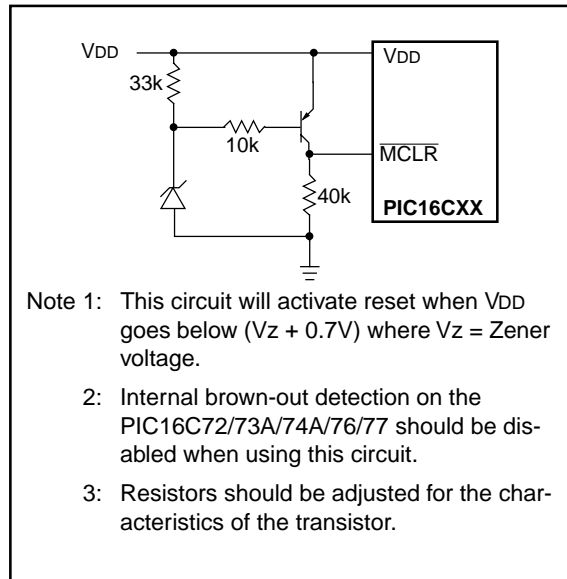 VDD
VDD
33k
10k
MCLR
40k
PIC16CXX
Note 1: This circuit will activate reset when VDD
goes below (Vz + 0.7V) where Vz = Zener
voltage.
2: Internal brown-out detection on the
PIC16C72/73A/74A/76/77 should be dis-
abled when using this circuit.
3: Resistors should be adjusted for the char-
acteristics of the transistor.